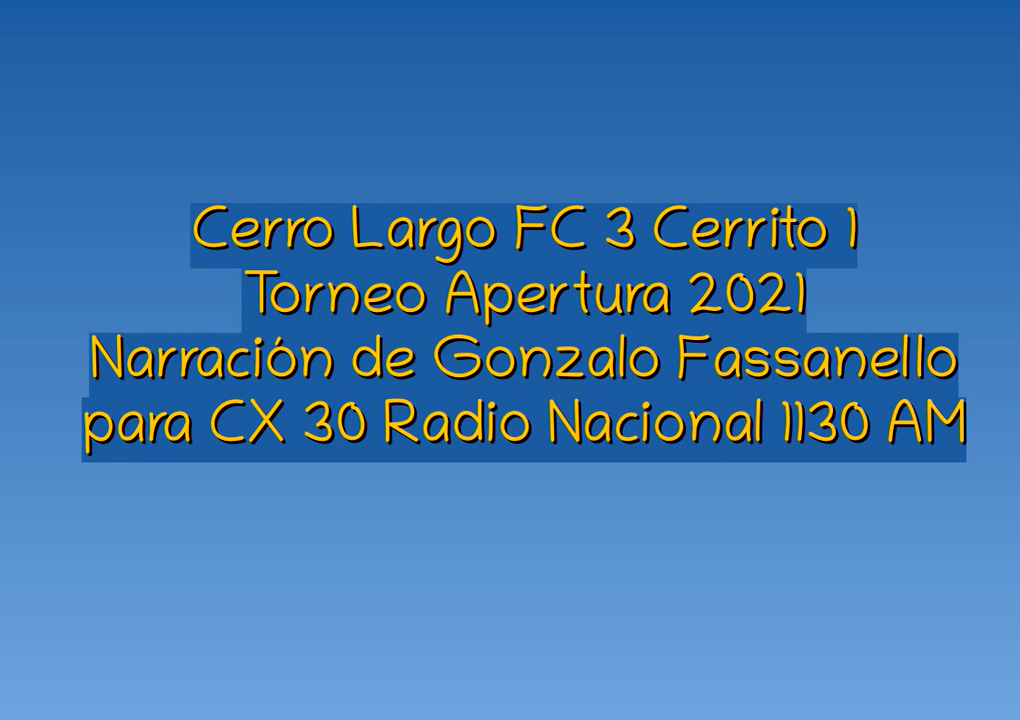 Cerro Largo FC 3 Cerrito 1
Torneo Apertura 2021
Narración de Gonzalo Fassanello
para CX 30 Radio Nacional 1130 AM